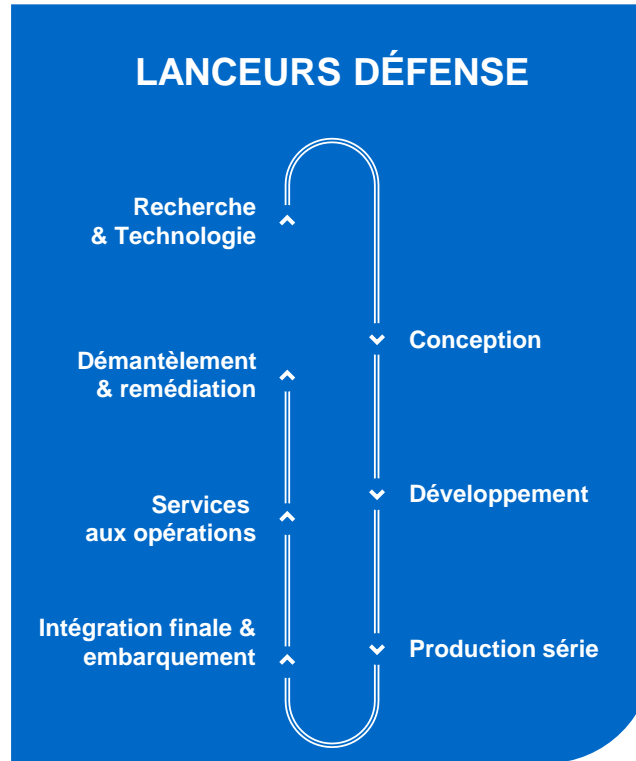 LANCEURS DÉFENSE
Recherche
& Technologie
Conception
Démantèlement
& remédiation
Développement
Services
aux opérations
Production série
Intégration finale &
embarquement